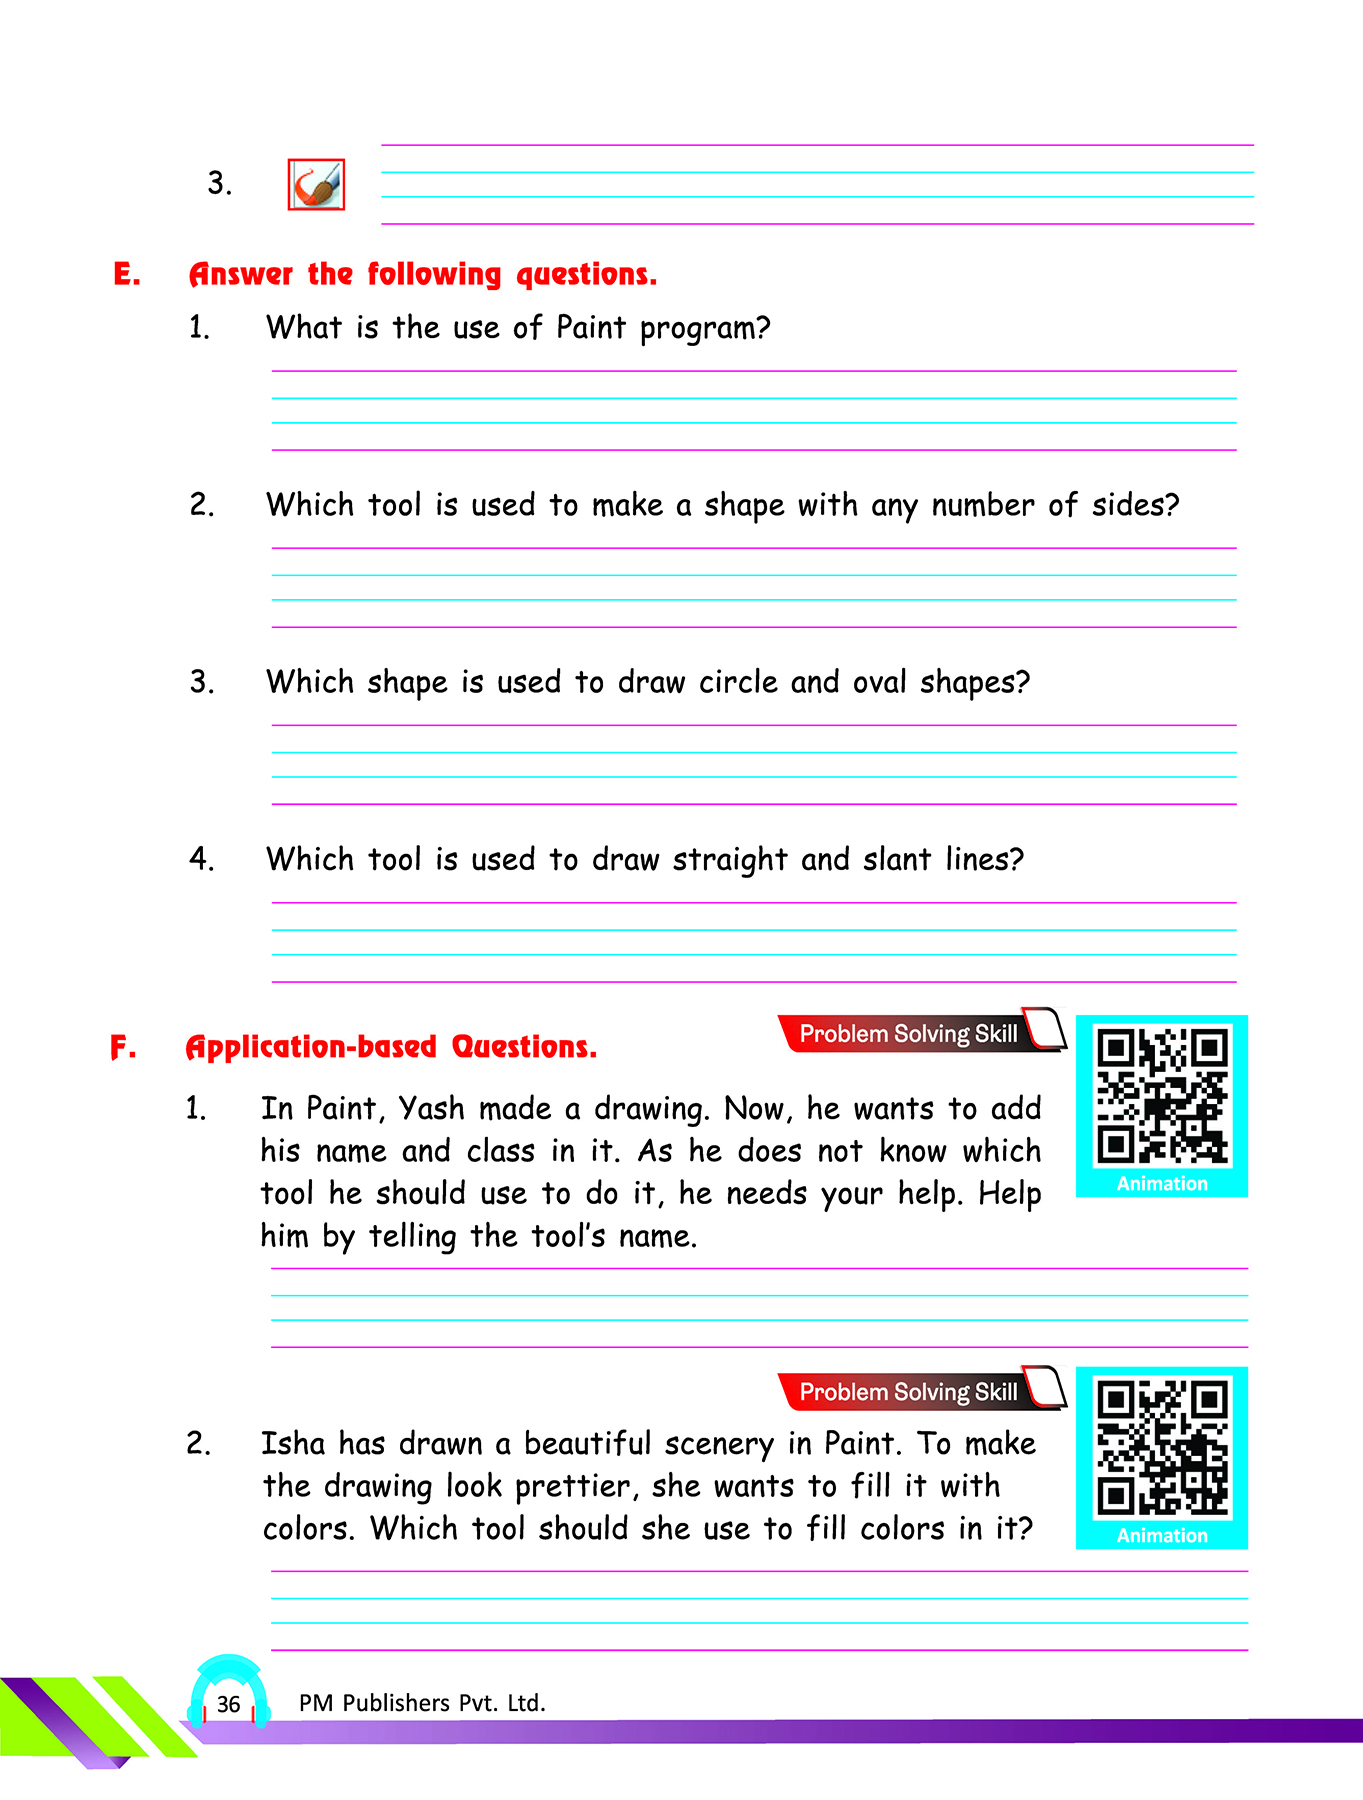 3.
E. Answer the following questions.
1. What is the use of Paint program?
2. Which tool is used to make a shape with any number of sides?
3. Which shape is used to draw circle and oval shapes?
4. Which tool is used to draw straight and slant lines?
Problem Solving Skill
F. Application-based Questions.
1. In Paint, Yash made a drawing. Now, he wants to add
his name and class in it. As he does not know which
tool he should use to do it, he needs your help. Help
him by telling the tool's name.
Animation
Problem Solving Skill
2. Isha has drawn a beautiful scenery in Paint. To make
the drawing look prettier, she wants to fill it with
colors. Which tool should she use to fill colors in it?
Animation
36 PM Publishers Pvt. Ltd.